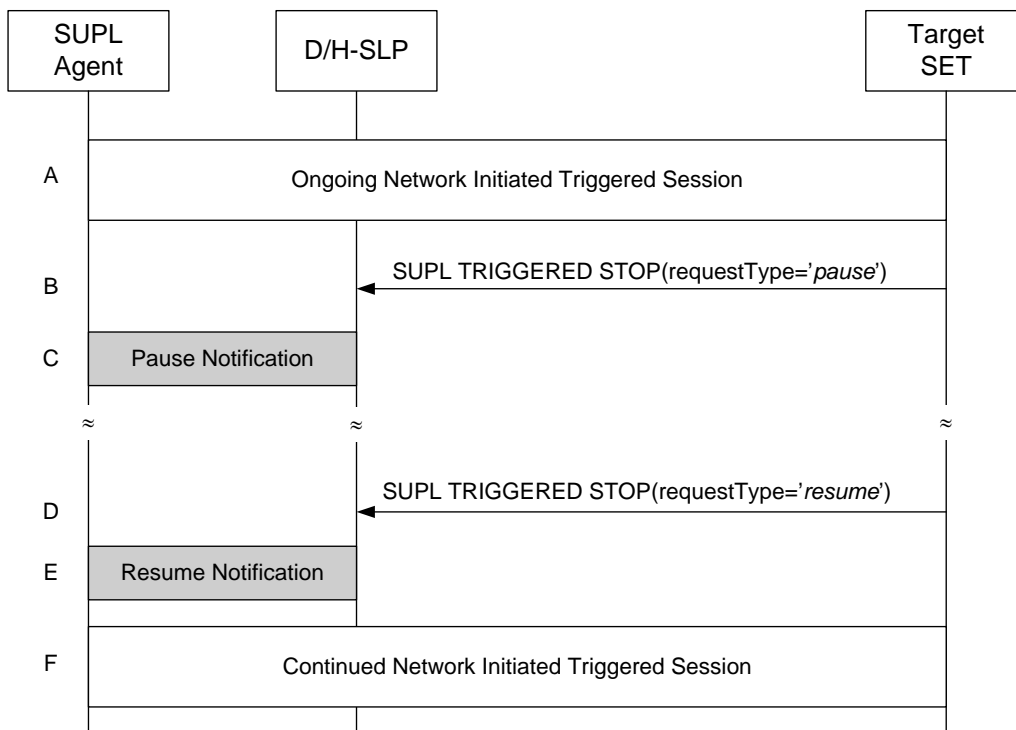 SUPL
Agent
D/H-SLP
Target
SET
A
Ongoing Network Initiated Triggered Session
SUPL TRIGGERED STOP(requestType=’pause’)
B
C
Pause Notification
≈
≈
≈
SUPL TRIGGERED STOP(requestType=’resume’)
D
E
Resume Notification
F
Continued Network Initiated Triggered Session